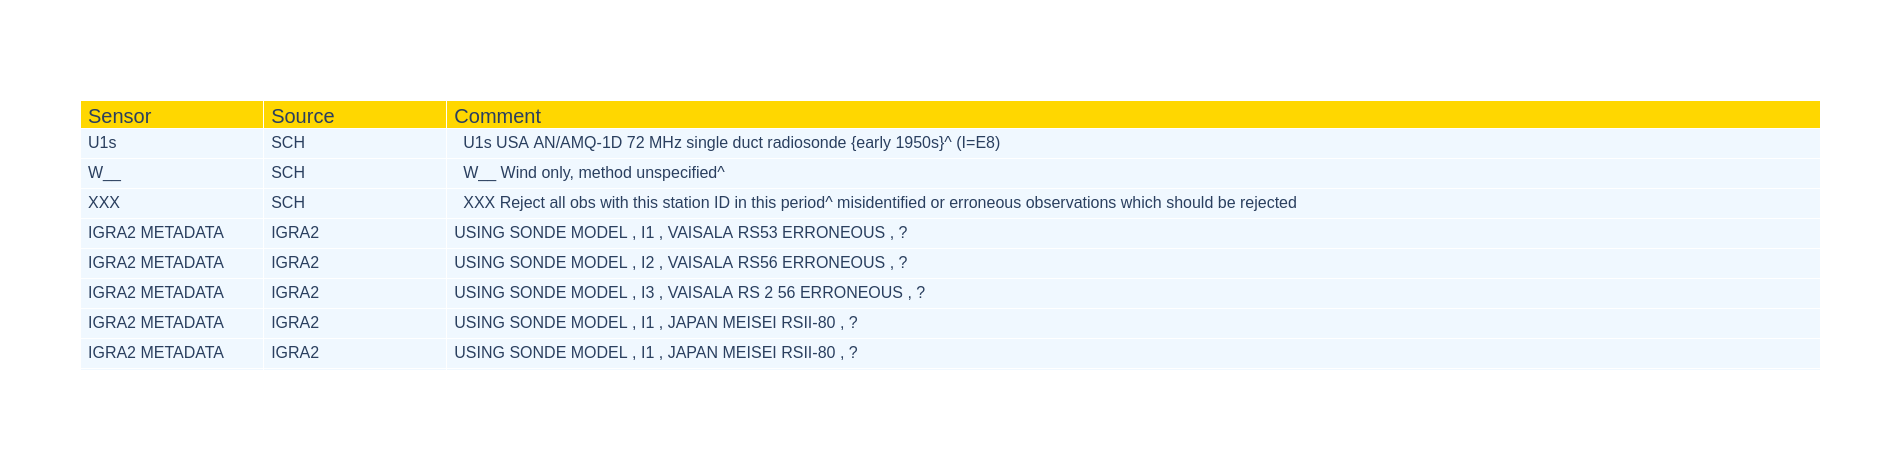 Sensor Source Comment
U1s SCH U1s USA AN/AMQ-1D 72 MHz single duct radiosonde {early 1950s}^ (I=E8)
W__ SCH W__ Wind only, method unspecified^
XXX SCH XXX Reject all obs with this station ID in this period^ misidentified or erroneous observations which should be rejected
IGRA2 METADATA IGRA2 USING SONDE MODEL , I1 , VAISALA RS53 ERRONEOUS , ?
IGRA2 METADATA IGRA2 USING SONDE MODEL , I2 , VAISALA RS56 ERRONEOUS , ?
IGRA2 METADATA IGRA2 USING SONDE MODEL , I3 , VAISALA RS 2 56 ERRONEOUS , ?
IGRA2 METADATA IGRA2 USING SONDE MODEL , I1 , JAPAN MEISEI RSII-80 , ?
IGRA2 METADATA IGRA2 USING SONDE MODEL , I1 , JAPAN MEISEI RSII-80 , ?